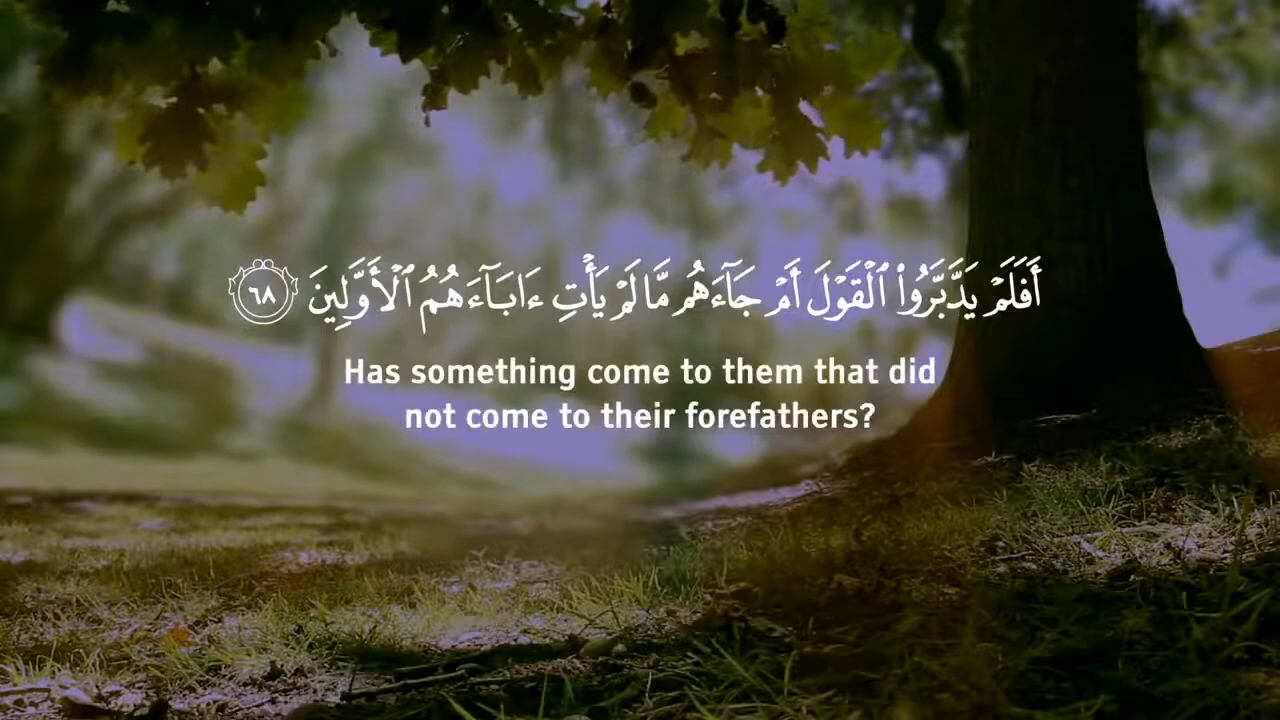 أَفَلَمْ يَدَّبَّرُوا۟ ٱلْقَوْلَ أَمْ جَآءَهُم مَّا لَمْ يَأْتِ ءَابَآءَهُمُ ٱلْأَوَّلِينَ ٦٨
Has something come to them that did
not come to their forefathers?